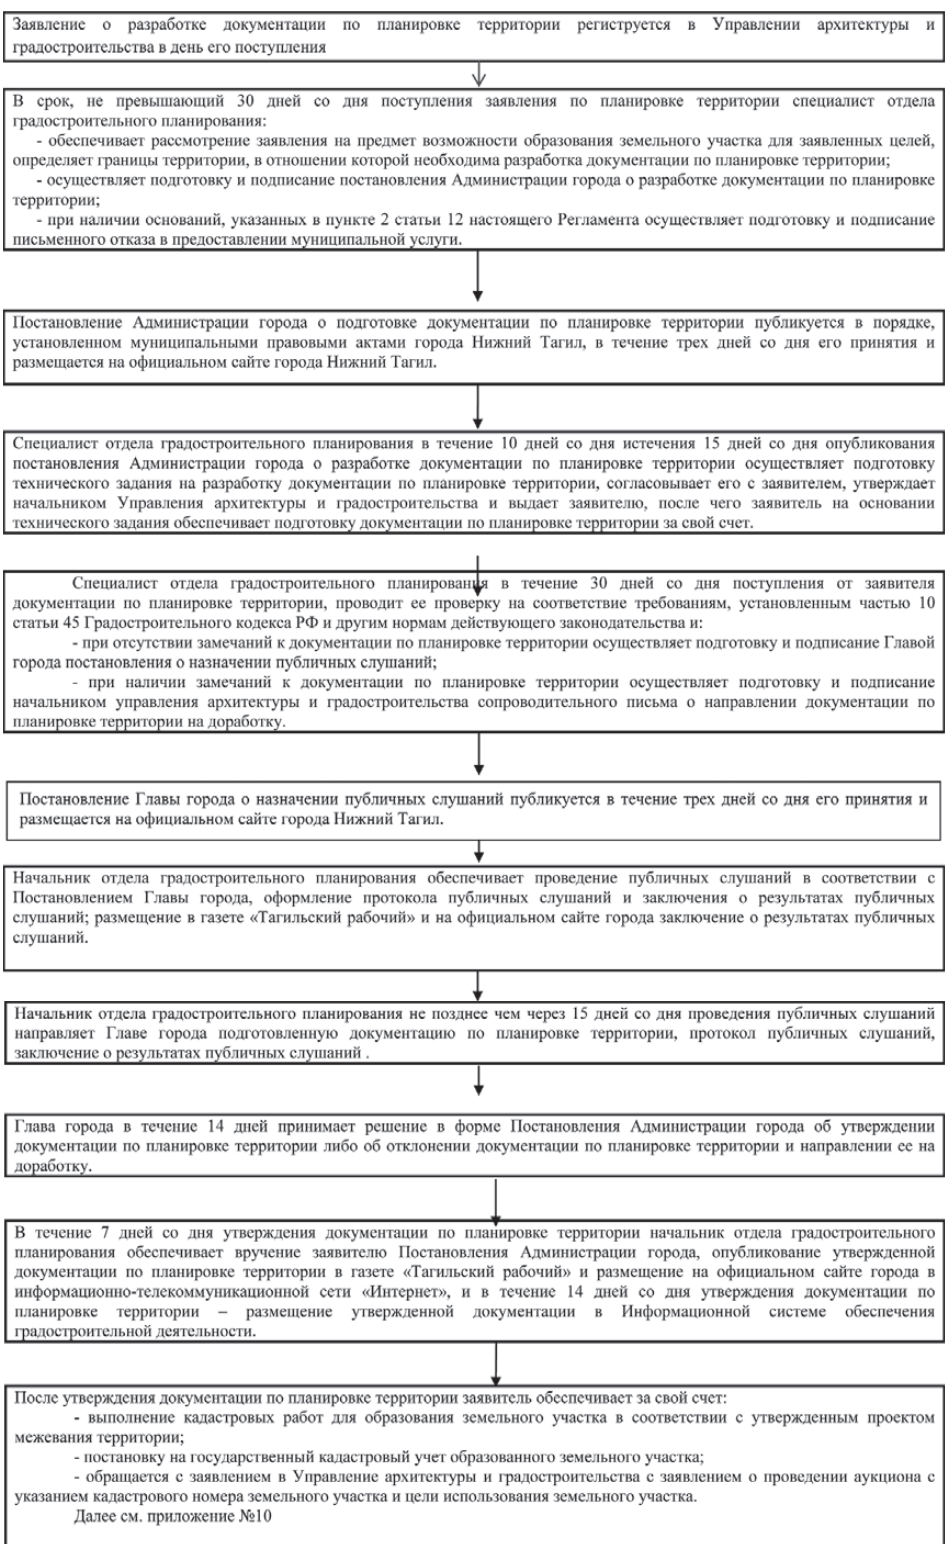 Заявление о разработке документации по планировке территории региструется в Управлении архитектуры и
градостроительства в день его поступления
В срок, не превышающий 30 дней со дня поступления заявления по планировке территории специалист отдела
градостроительного планирования:
- обеспечивает рассмотрение заявления на предмет возможности образования земельного участка для заявленных целей,
определяет границы территории, в отношении которой необходима разработка документации по планировке территории;
- осуществляет подготовку и подписание постановления Администрации города о разработке документации по планировке
территории;
- при наличии оснований, указанных в пункте 2 статьи 12 настоящего Регламента осуществляет подготовку и подписание
письменного отказа в предоставлении муниципальной услуги.
Постановление Администрации города о подготовке документации по планировке территории публикуется в порядке,
установленном муниципальными правовыми актами города Нижний Тагил, в течение трех дней со дня его принятия и
размещается на официальном сайте города Нижний Тагил.
Специалист отдела градостроительного планирования в течение 10 дней со дня истечения 15 дней со дня опубликования
постановления Администрации города о разработке документации по планировке территории осуществляет подготовку
технического задания на разработку документации по планировке территории, согласовывает его с заявителем, утверждает
начальником Управления архитектуры и градостроительства и выдает заявителю, после чего заявитель на основании
технического задания обеспечивает подготовку документации по планировке территории за свой счет.
Специалист отдела градостроительного планирования в течение 30 дней со дня поступления от заявителя
документации по планировке территории, проводит ее проверку на соответствие требованиям, установленным частью 10
статьи 45 Градостроительного кодекса РФ и другим нормам действующего законодательства и:
- при отсутствии замечаний к документации по планировке территории осуществляет подготовку и подписание Главой
города постановления о назначении публичных слушаний;
- при наличии замечаний к документации по планировке территории осуществляет подготовку и подписание
начальником управления архитектуры и градостроительства сопроводительного письма о направлении документации по
планировке территории на доработку.
Постановление Главы города о назначении публичных слушаний публикуется в течение трех дней со дня его принятия и
размещается на официальном сайте города Нижний Тагил.
Начальник отдела градостроительного планирования обеспечивает проведение публичных слушаний в соответствии с
Постановлением Главы города, оформление протокола публичных слушаний и заключения о результатах публичных
слушаний; размещение в газете «Тагильский рабочий» и на официальном сайте города заключение о результатах публичных
слушаний.
Начальник отдела градостроительного планирования не позднее чем через 15 дней со дня проведения публичных слушаний
направляет Главе города подготовленную документацию по планировке территории, протокол публичных слушаний,
заключение о результатах публичных слушаний .
Глава города в течение 14 дней принимает решение в форме Постановления Администрации города об утверждении
документации по планировке территории либо об отклонении документации по планировке территории и направлении ее на
доработку.
В течение 7 дней со дня утверждения документации по планировке территории начальник отдела градостроительного
планирования обеспечивает вручение заявителю Постановления Администрации города, опубликование утвержденной
документации по планировке территории в газете «Тагильский рабочий» и размещение на официальном сайте города в
информационно-телекоммуникационной сети «Интернет», и в течение 14 дней со дня утверждения документации по
планировке территории – размещение утвержденной документации в Информационной системе обеспечения
градостроительной деятельности.
После утверждения документации по планировке территории заявитель обеспечивает за свой счет:
- выполнение кадастровых работ для образования земельного участка в соответствии с утвержденным проектом
межевания территории;
- постановку на государственный кадастровый учет образованного земельного участка;
- обращается с заявлением в Управление архитектуры и градостроительства с заявлением о проведении аукциона с
указанием кадастрового номера земельного участка и цели использования земельного участка.
Далее см. приложение №10